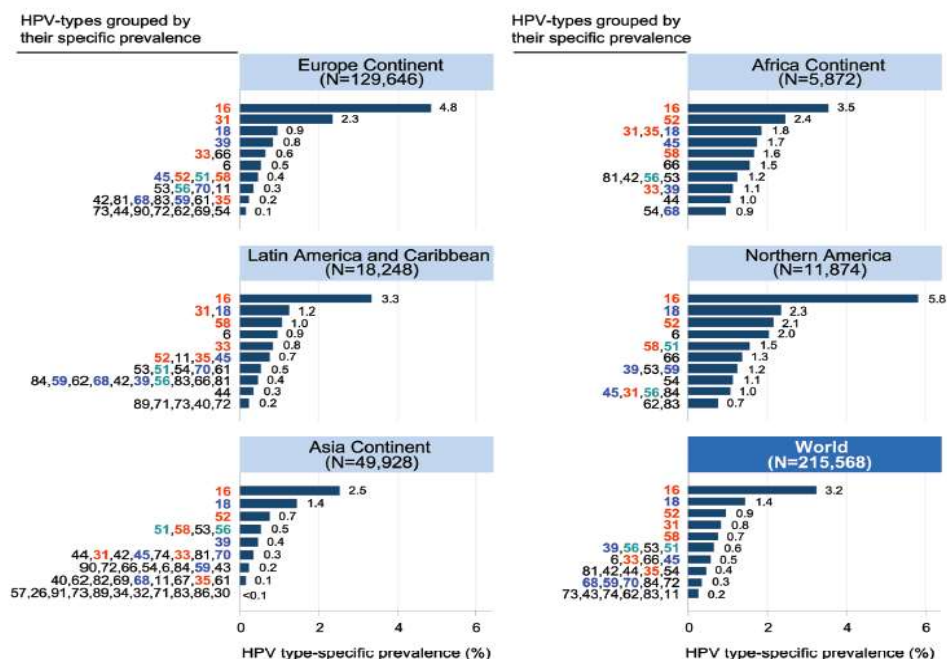 HPV-types grouped by
their specific prevalence
Europe Continent
(N=129,646)
16 4.8
31 2.3
18 0.9
39 0.8
33,66 0.6
6 0.5
45,52,51,58 0.4
53,56,70,11 0.3
42,81,68,83,59,61,35 0.2
73,44,90,72,62,69,54 0.1
Latin America and Caribbean
(N=18,248)
16 3.3
31,18 1.2
58 1.0
6 0.9
33 0.8
52,11,35,45 0.7
53,51,54,70,61 0.5
84,59,62,68,42,39,56,83,66,81 0.4
44 0.3
89,71,73,40,72 0.2
Asia Continent
(N=49,928)
16 2.5
18 1.4
52 0.7
51,58,53,56 0.5
39 0.4
44,31,42,45,74,33,81,70 0.3
90,72,66,54,6,84,59,43 0.2
40,62,82,69,68,11,67,35,61 0.1
57,26,91,73,89,34,32,71,83,86,30 <0.1
0 2 4 6
HPV type-specific prevalence (%)
HPV-types grouped by
their specific prevalence
Africa Continent
(N=5,872)
16 3.5
52 2.4
31,35,18 1.8
45 1.7
58 1.6
66 1.5
81,42,56,53 1.2
33,39 1.1
44 1.0
54,68 0.9
Northern America
(N=11,874)
16 5.8
18 2.3
52 2.1
6 2.0
58,51 1.5
66 1.3
39,53,59 1.2
54 1.1
45,31,56,84 1.0
62,83 0.7
World
(N=215,568)
16 3.2
18 1.4
52 0.9
31 0.8
58 0.7
39,56,53,51 0.6
6,33,66,45 0.5
81,42,44,35,54 0.4
68,59,70,84,72 0.3
73,43,74,62,83,11 0.2
0 2 4 6
HPV type-specific prevalence (%)